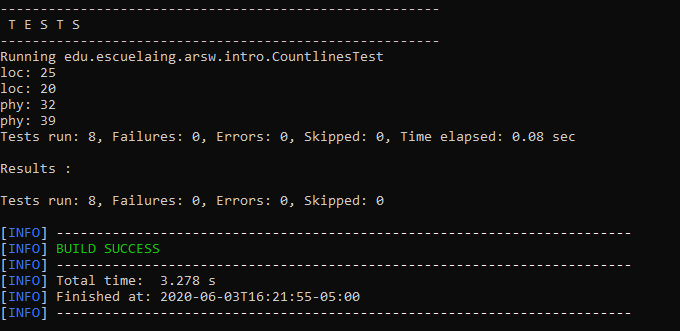 -------------------------------------------------------
 T E S T S
-------------------------------------------------------
Running edu.escuelaing.arsw.intro.CountlinesTest
loc: 25
loc: 20
phy: 32
phy: 39
Tests run: 8, Failures: 0, Errors: 0, Skipped: 0, Time elapsed: 0.08 sec

Results :

Tests run: 8, Failures: 0, Errors: 0, Skipped: 0

[INFO] ------------------------------------------------------------------------
[INFO] BUILD SUCCESS
[INFO] ------------------------------------------------------------------------
[INFO] Total time:  3.278 s
[INFO] Finished at: 2020-06-03T16:21:55-05:00
[INFO] ------------------------------------------------------------------------